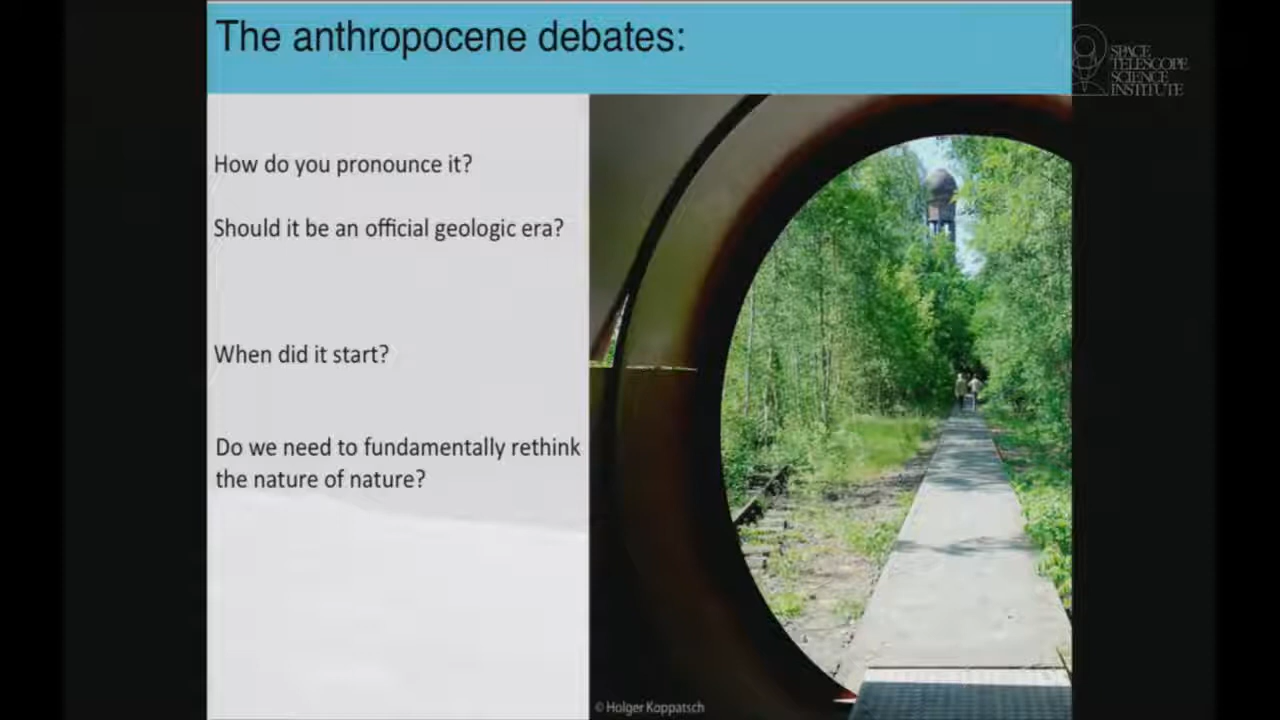 The anthropocene debates:
SPACE
TELESCOPE
SCIENCE
INSTITUTE
How do you pronounce it?
Should it be an official geologic era?
When did it start?
Do we need to fundamentally rethink
the nature of nature?
© Holger Koppatsch